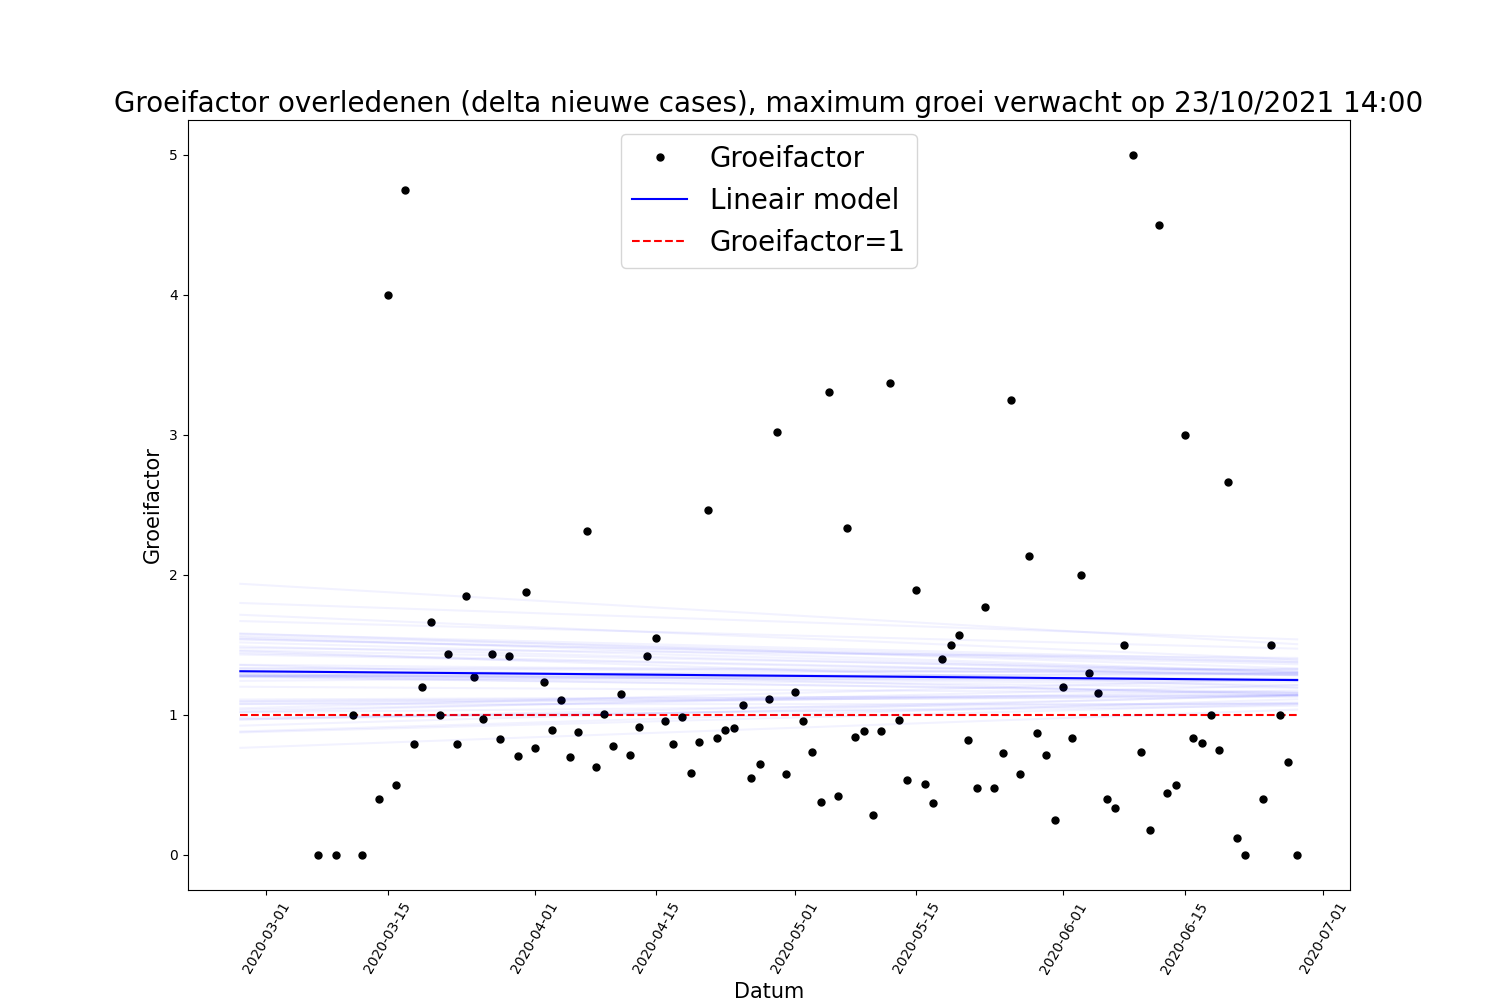 Groeifactor overledenen (delta nieuwe cases), maximum groei verwacht op 23/10/2021 14:00
Groeifactor
Lineair model
Groeifactor=1
5
4
3
2
1
0
Groeifactor
2020-03-01
2020-03-15
2020-04-01
2020-04-15
2020-05-01
2020-05-15
2020-06-01
2020-06-15
2020-07-01
Datum